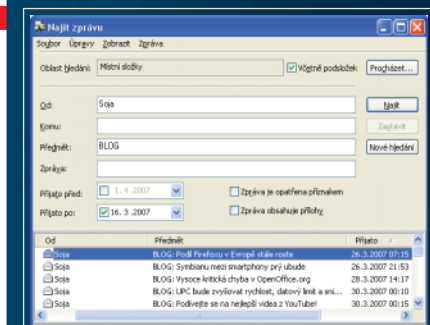 Najít zprávu
Soubor Úpravy Zobrazit Zpráva
Oblast hledání: Místní složky Včetně podsložek Procházet...
Od: Soja Najít
Komu: Zastavit
Předmět: BLOG Nové hledání
Zpráva:
Přijato před: 1. 4 .2007 Zpráva je opatřena příznakem
Přijato po: 16. 3 .2007 Zpráva obsahuje přílohy
Od Předmět Přijato
Soja BLOG: Podíl Firefoxu v Evropě stále roste 26.3.2007 07:15
Soja BLOG: Symbianu mezi smartphony prý ubude 26.3.2007 21:53
Soja BLOG: Vysoce kritická chyba v OpenOffice.org 28.3.2007 14:17
Soja BLOG: UPC bude zvyšovat rychlost, datový limit a sni... 30.3.2007 00:10
Soja BLOG: Podívejte se na nejlepší videa z YouTube! 30.3.2007 00:15